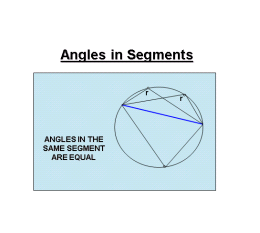 Angles in Segments
r
r
ANGLES IN THE
SAME SEGMENT
ARE EQUAL